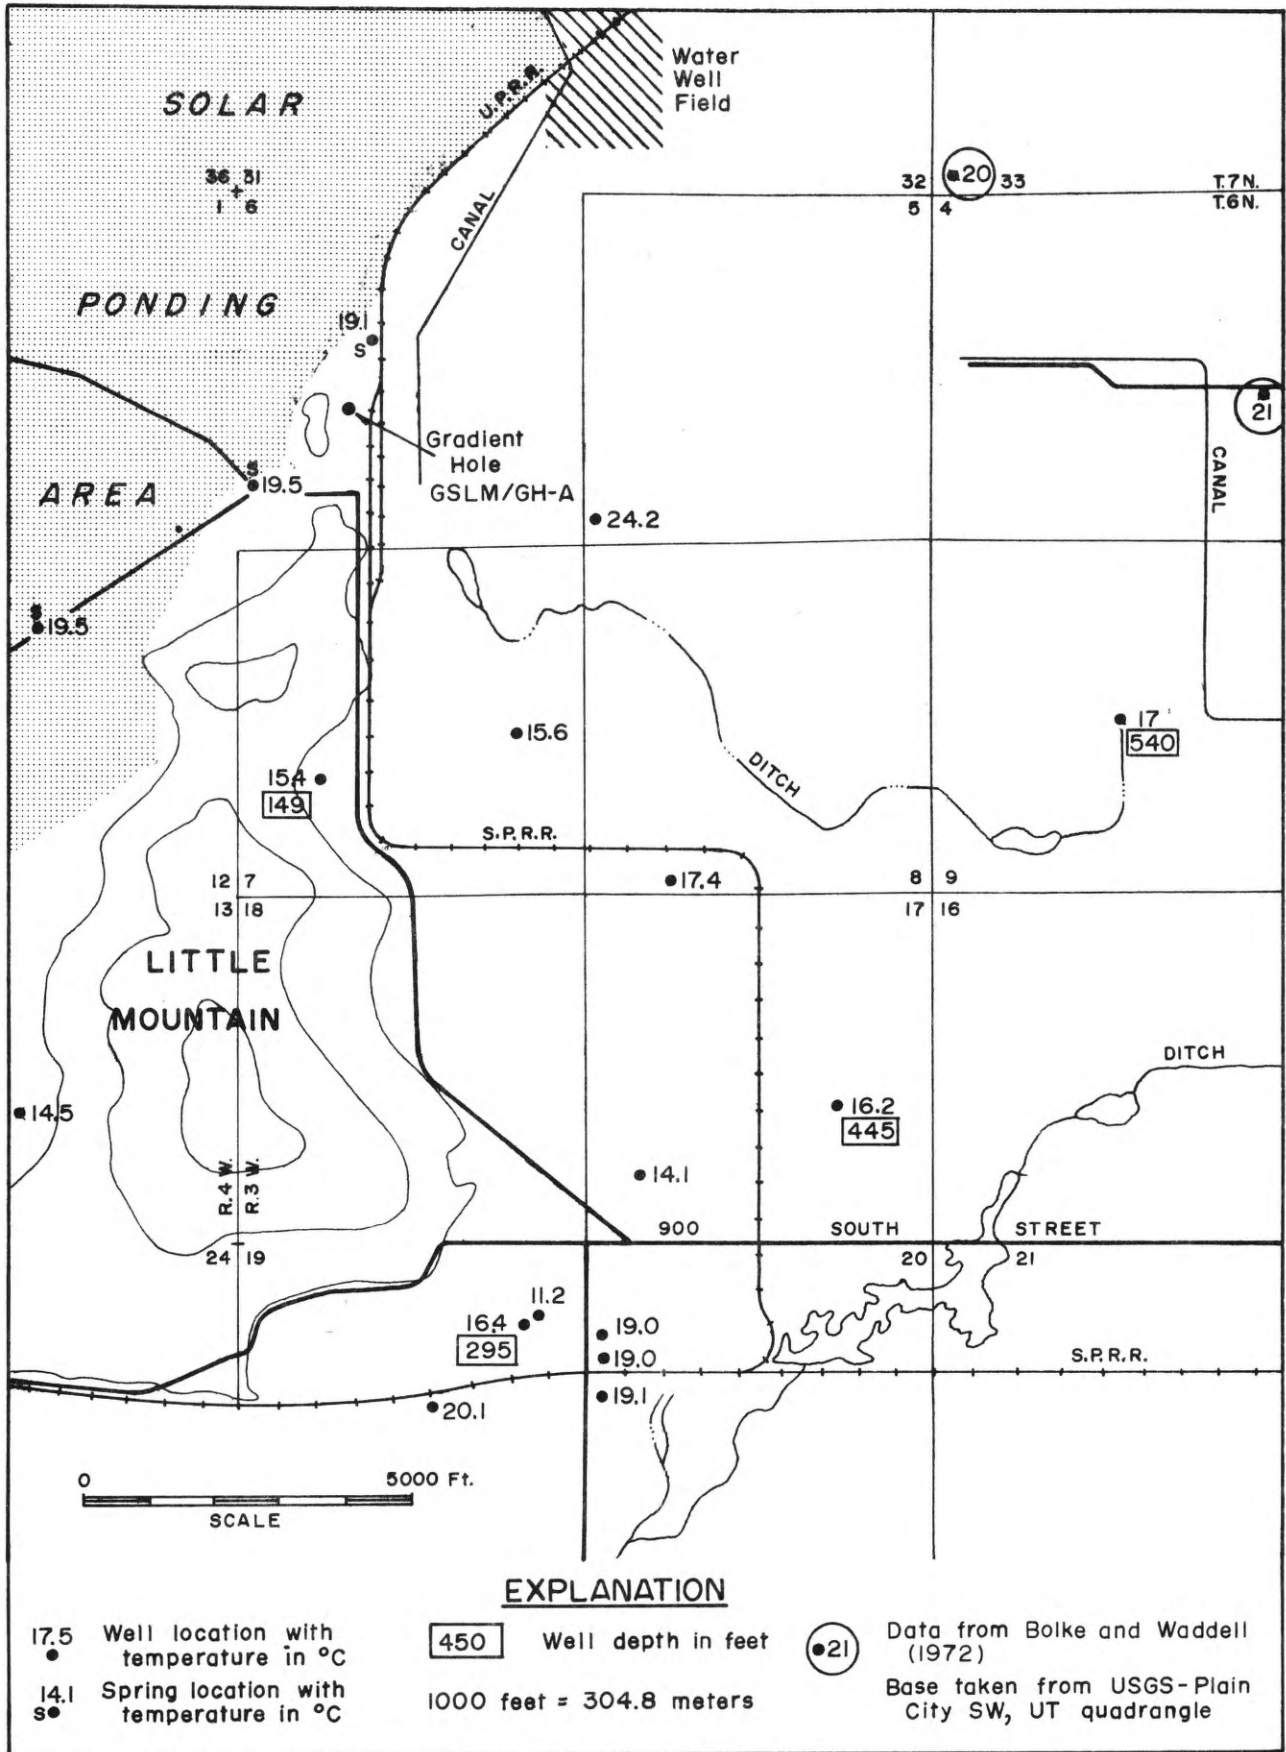 Water
Well
Field
U.P.R.R.
SOLAR
36 31
1 6
32 20 33
T.7N.
5 4
T.6N.
CANAL
PONDING
19.1
S
21
Gradient
Hole
GSLM/GH-A
CANAL
S
19.5
AREA
24.2
S
19.5
17
540
15.6
DITCH
15.4
149
S.P.R.R.
17.4
12 7
8 9
13 18
17 16
LITTLE
MOUNTAIN
DITCH
14.5
16.2
445
14.1
R.4 W.
R.3 W.
900 SOUTH STREET
24 19
20 21
11.2
16.4
295
19.0
19.0
S.P.R.R.
19.1
20.1
0 5000 Ft.
SCALE
EXPLANATION
17.5 Well location with
temperature in °C
14.1 Spring location with
S temperature in °C
450 Well depth in feet
1000 feet = 304.8 meters
21 Data from Bolke and Waddell
(1972)
Base taken from USGS-Plain
City SW, UT quadrangle